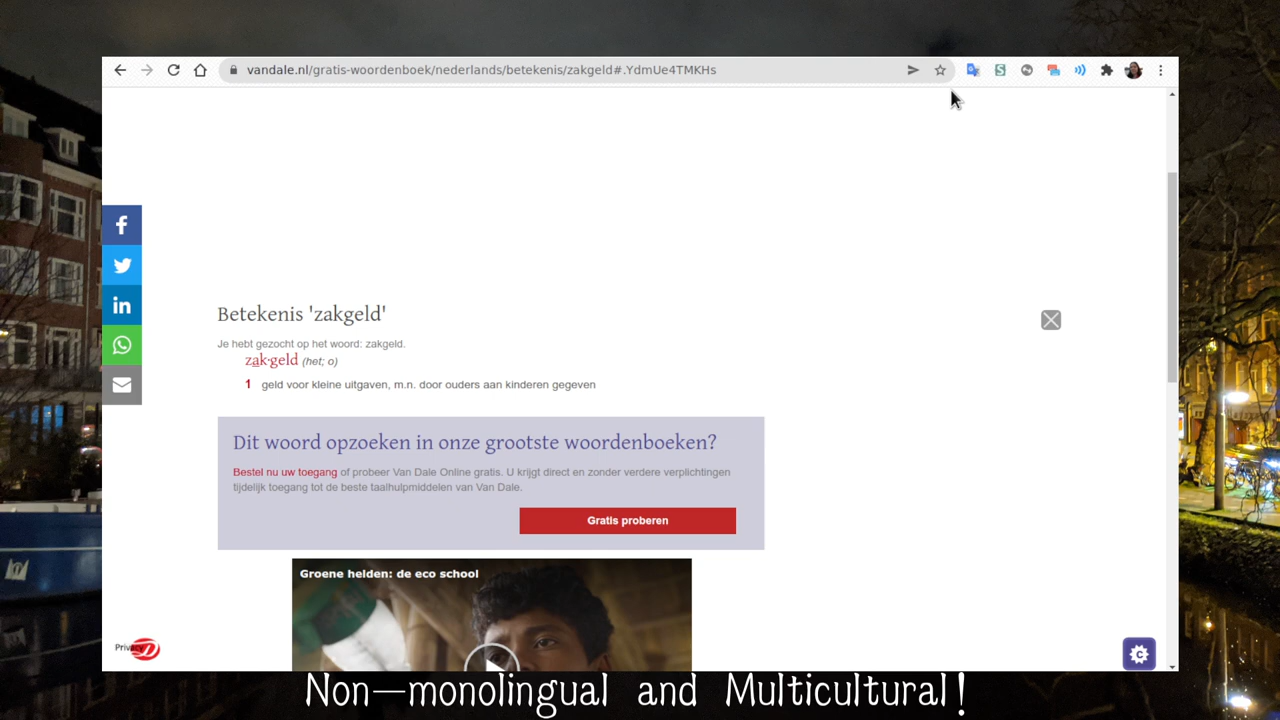 vandale.nl/gratis-woordenboek/nederlands/betekenis/zakgeld#.YdmUe4TMKHs
Betekenis 'zakgeld'
Je hebt gezocht op het woord: zakgeld.
zak·geld (het; o)
1 geld voor kleine uitgaven, m.n. door ouders aan kinderen gegeven
Dit woord opzoeken in onze grootste woordenboeken?
Bestel nu uw toegang of probeer Van Dale Online gratis. U krijgt direct en zonder verdere verplichtingen
tijdelijk toegang tot de beste taalhulpmiddelen van Van Dale.
Gratis proberen
Groene helden: de eco school
Non-monolingual and Multicultural!